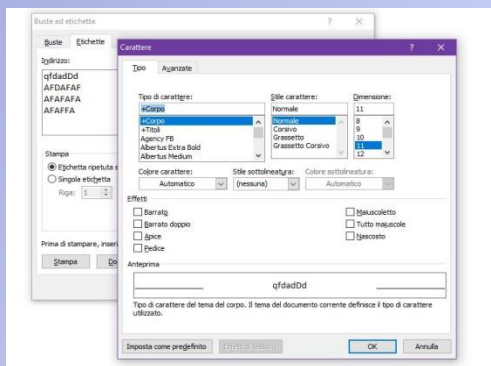 Buste ed etichette
? ×
Buste Etichette
Indirizzo:
qfdadDd
AFDAFAF
AFAFAFA
AFAFFA
Stampa
Etichetta ripetuta s
Singola etichetta
Riga: 1
Prima di stampare, inseri
Stampa Do
Carattere
? ×
Tipo Avanzate
Tipo di carattere: Stile carattere: Dimensione:
+Corpo Normale 11
+Corpo Normale 8
+Titoli Corsivo 9
Agency FB Grassetto 10
Albertus Extra Bold Grassetto Corsivo 11
Albertus Medium 12
Colore carattere: Stile sottolineatura: Colore sottolineatura:
Automatico (nessuna) Automatico
Effetti
Barrato Maiuscoletto
Barrato doppio Tutto maiuscole
Apice Nascosto
Pedice
Anteprima
qfdadDd
Tipo di carattere del tema del corpo. Il tema del documento corrente definisce il tipo di carattere
utilizzato.
Imposta come predefinito Effetti di testo... OK Annulla